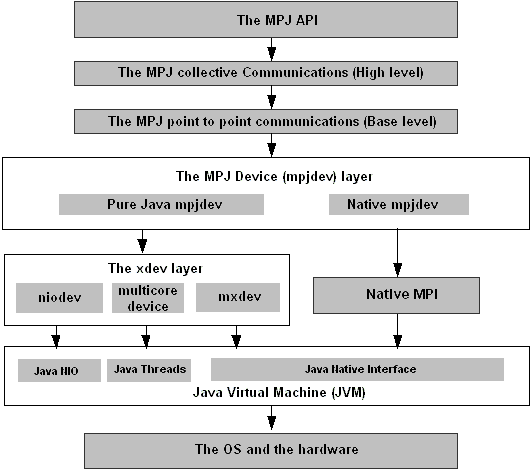 The MPJ API
The MPJ collective Communications (High level)
The MPJ point to point communications (Base level)
The MPJ Device (mpjdev) layer
Pure Java mpjdev
Native mpjdev
The xdev layer
niodev
multicore
device
mxdev
Native MPI
Java NIO
Java Threads
Java Native Interface
Java Virtual Machine (JVM)
The OS and the hardware